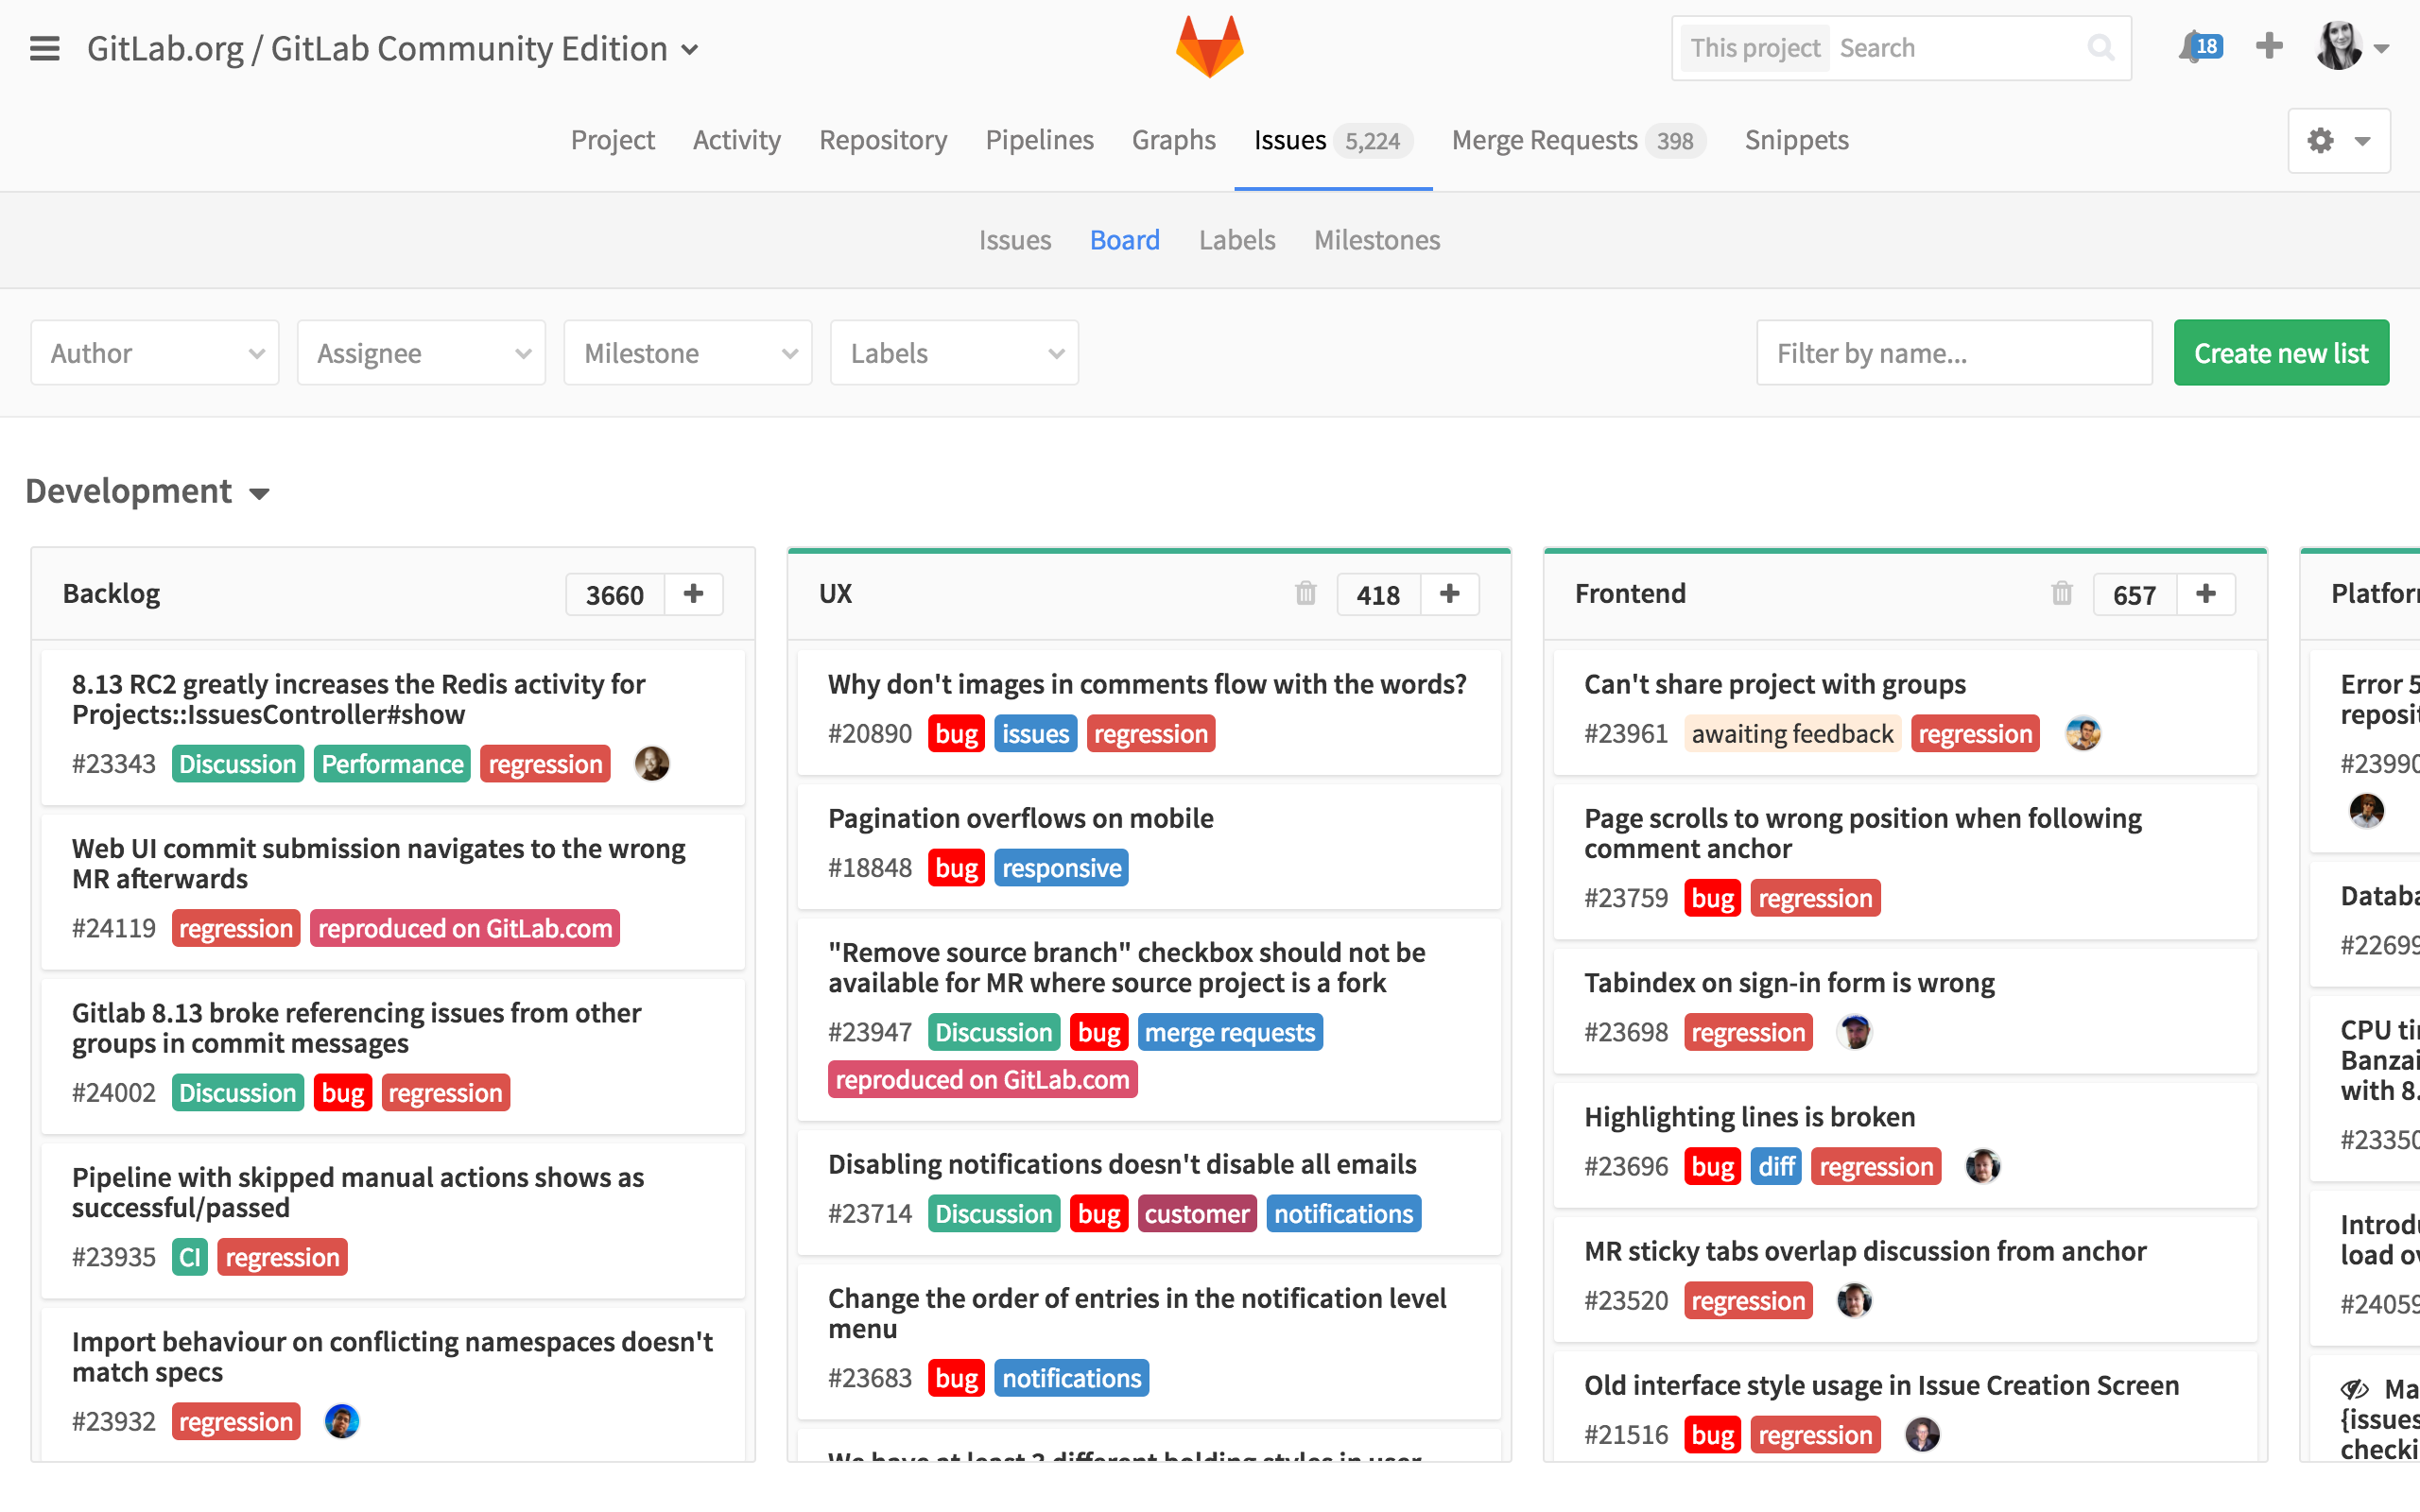 GitLab.org / GitLab Community Edition
This project Search
18
Project Activity Repository Pipelines Graphs Issues 5,224 Merge Requests 398 Snippets
Issues Board Labels Milestones
Author Assignee Milestone Labels Filter by name... Create new list
Development
Backlog 3660
8.13 RC2 greatly increases the Redis activity for
Projects::IssuesController#show
#23343 Discussion Performance regression
Web UI commit submission navigates to the wrong
MR afterwards
#24119 regression reproduced on GitLab.com
Gitlab 8.13 broke referencing issues from other
groups in commit messages
#24002 Discussion bug regression
Pipeline with skipped manual actions shows as
successful/passed
#23935 CI regression
Import behaviour on conflicting namespaces doesn't
match specs
#23932 regression
UX 418
Why don't images in comments flow with the words?
#20890 bug issues regression
Pagination overflows on mobile
#18848 bug responsive
"Remove source branch" checkbox should not be
available for MR where source project is a fork
#23947 Discussion bug merge requests
reproduced on GitLab.com
Disabling notifications doesn't disable all emails
#23714 Discussion bug customer notifications
Change the order of entries in the notification level
menu
#23683 bug notifications
We have at least 3 different bolding styles in user
Frontend 657
Can't share project with groups
#23961 awaiting feedback regression
Page scrolls to wrong position when following
comment anchor
#23759 bug regression
Tabindex on sign-in form is wrong
#23698 regression
Highlighting lines is broken
#23696 bug diff regression
MR sticky tabs overlap discussion from anchor
#23520 regression
Old interface style usage in Issue Creation Screen
#21516 bug regression
Error 5
#23990
#22699
with 8.
#23350
#24059
{issues